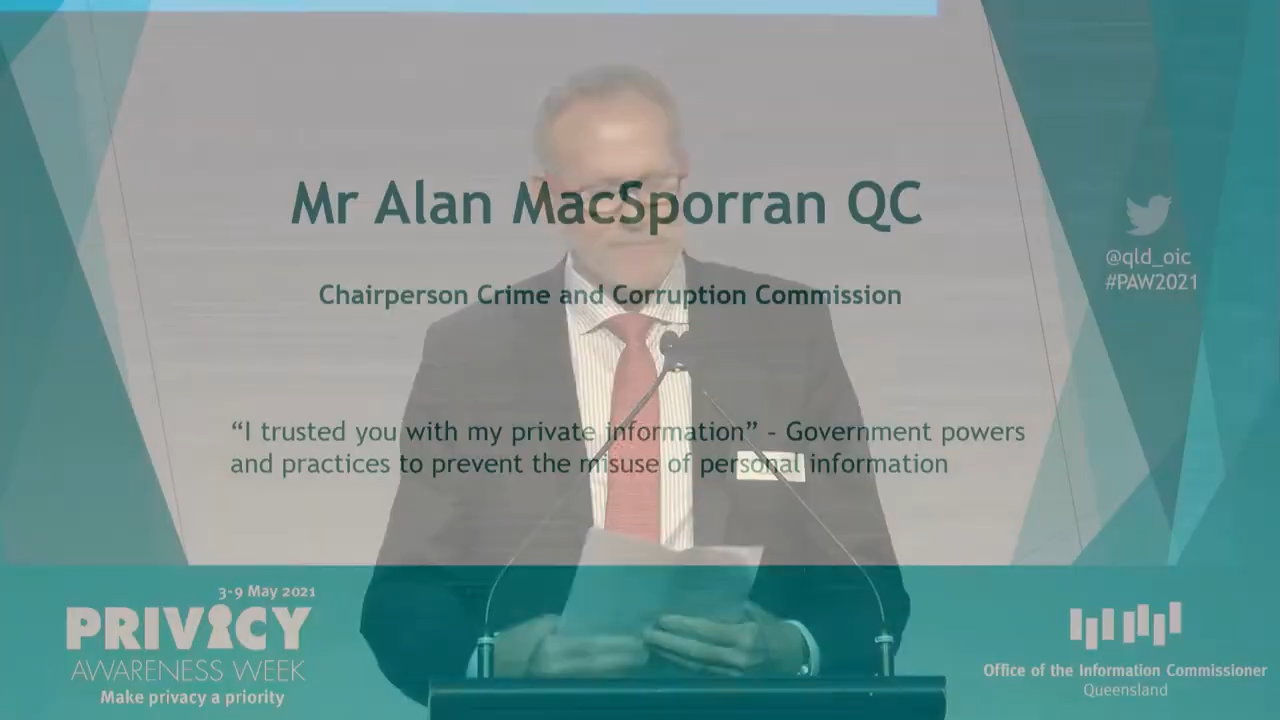 Mr Alan MacSporran QC
@qld_oic
#PAW2021
Chairperson Crime and Corruption Commission
“I trusted you with my private information” – Government powers
and practices to prevent the misuse of personal information
3-9 May 2021
PRIVACY
AWARENESS WEEK
Make privacy a priority
Office of the Information Commissioner
Queensland